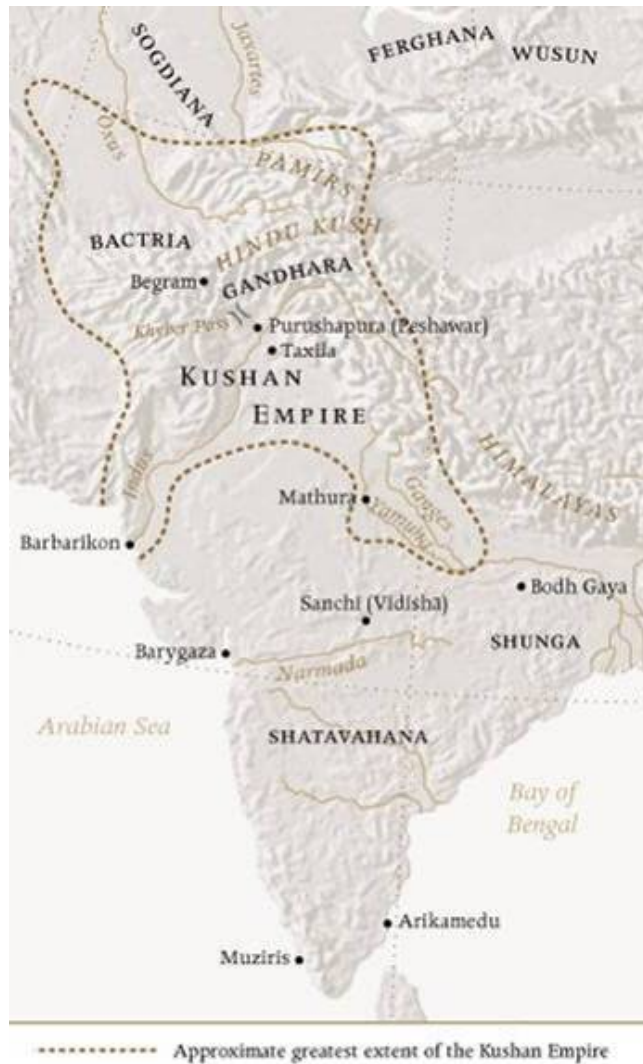 FERGHANA
WUSUN
SOGDIANA
Jaxartes
Oxus
PAMIRS
BACTRIA
HINDU KUSH
Begram
GANDHARA
Khyber Pass
Purushapura (Peshawar)
Taxila
KUSHAN
EMPIRE
HIMALAYAS
Indus
Mathura
Ganges
Yamuna
Barbarikon
Bodh Gaya
Sanchi (Vidishā)
SHUNGA
Barygaza
Narmada
Arabian Sea
SHATAVAHANA
Bay of
Bengal
Arikamedu
Muziris
Approximate greatest extent of the Kushan Empire